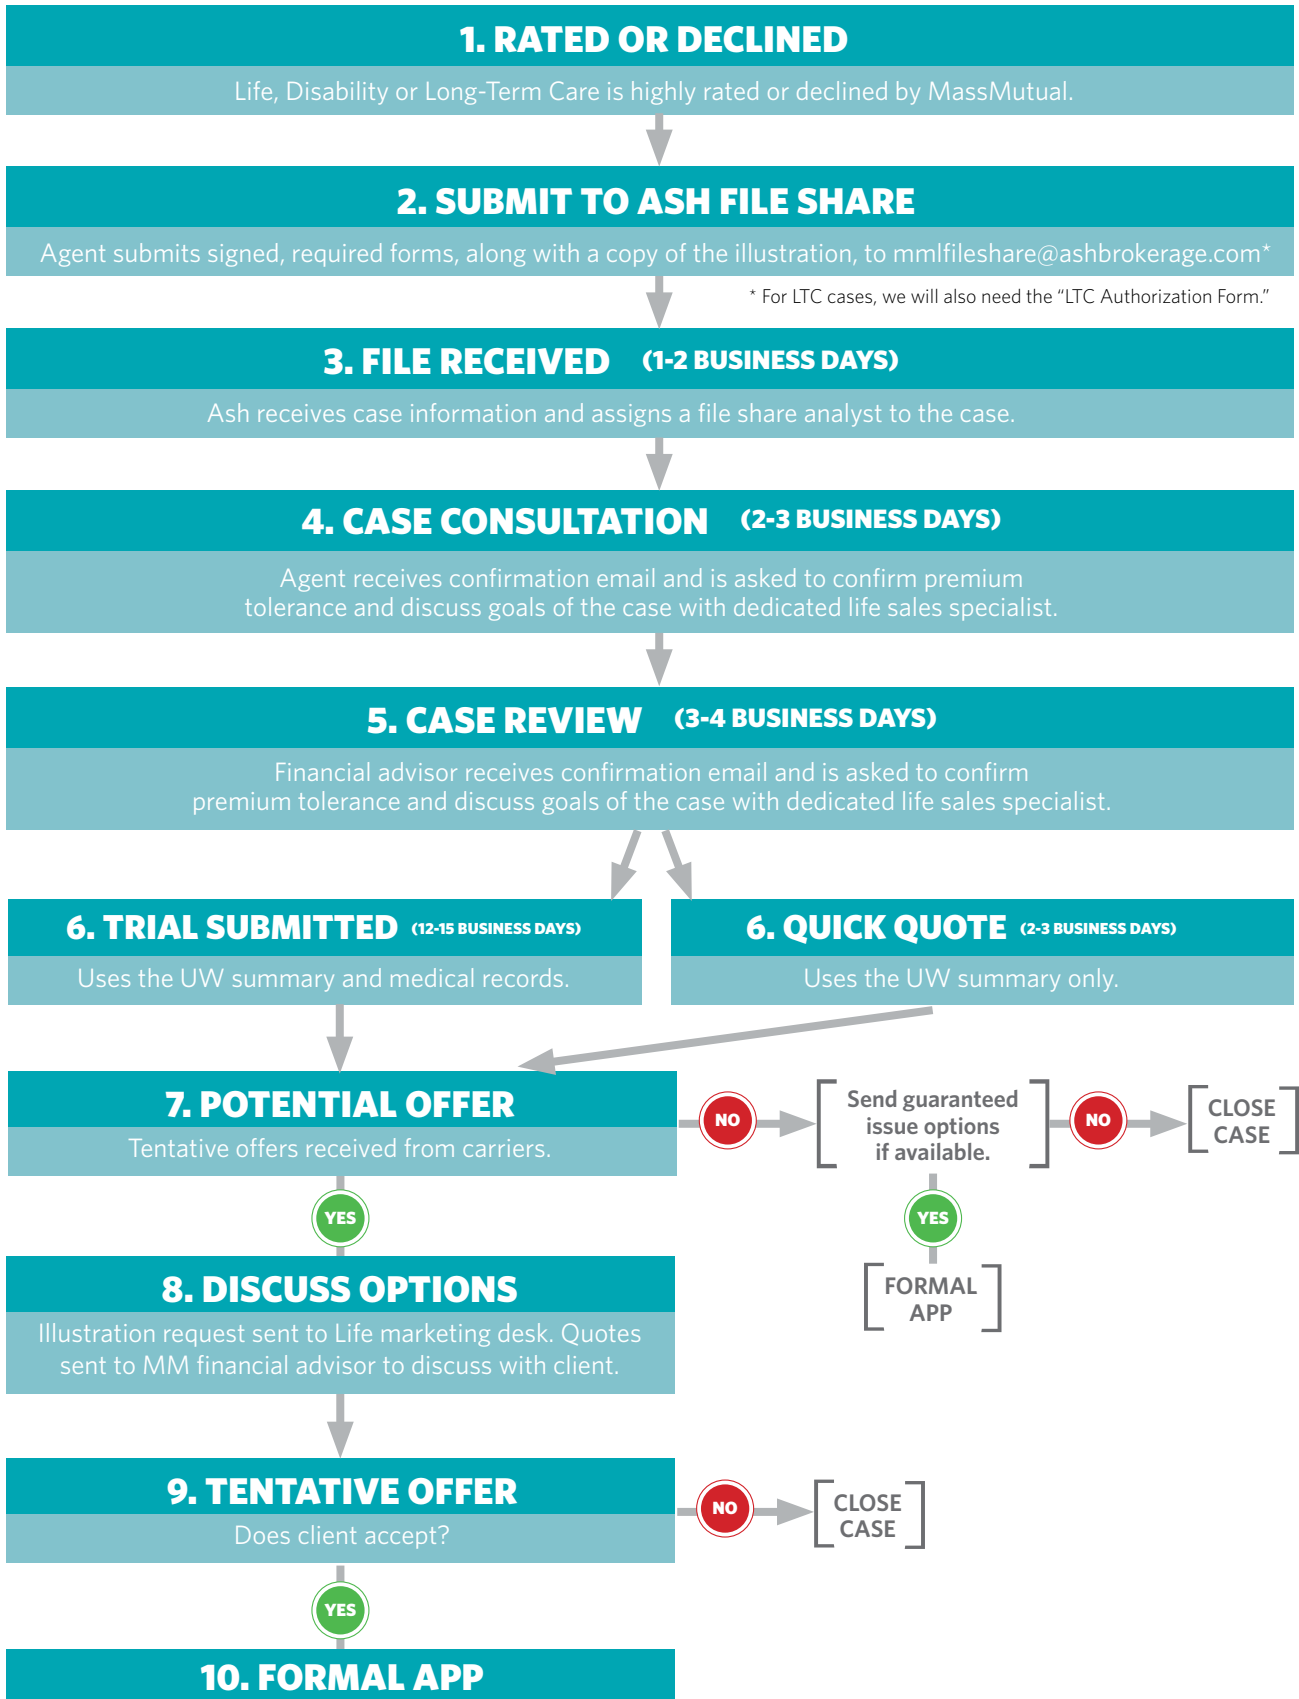 1. RATED OR DECLINED
Life, Disability or Long-Term Care is highly rated or declined by MassMutual.
2. SUBMIT TO ASH FILE SHARE
Agent submits signed, required forms, along with a copy of the illustration, to mmlfileshare@ashbrokerage.com*
* For LTC cases, we will also need the “LTC Authorization Form.”
3. FILE RECEIVED (1-2 BUSINESS DAYS)
Ash receives case information and assigns a file share analyst to the case.
4. CASE CONSULTATION (2-3 BUSINESS DAYS)
Agent receives confirmation email and is asked to confirm premium
tolerance and discuss goals of the case with dedicated life sales specialist.
5. CASE REVIEW (3-4 BUSINESS DAYS)
Financial advisor receives confirmation email and is asked to confirm
premium tolerance and discuss goals of the case with dedicated life sales specialist.
6. TRIAL SUBMITTED (12-15 BUSINESS DAYS)
Uses the UW summary and medical records.
6. QUICK QUOTE (2-3 BUSINESS DAYS)
Uses the UW summary only.
7. POTENTIAL OFFER
Tentative offers received from carriers.
NO
Send guaranteed
issue options
if available.
NO
CLOSE
CASE
YES
YES
FORMAL
APP
8. DISCUSS OPTIONS
Illustration request sent to Life marketing desk. Quotes
sent to MM financial advisor to discuss with client.
9. TENTATIVE OFFER
Does client accept?
NO
CLOSE
CASE
YES
10. FORMAL APP